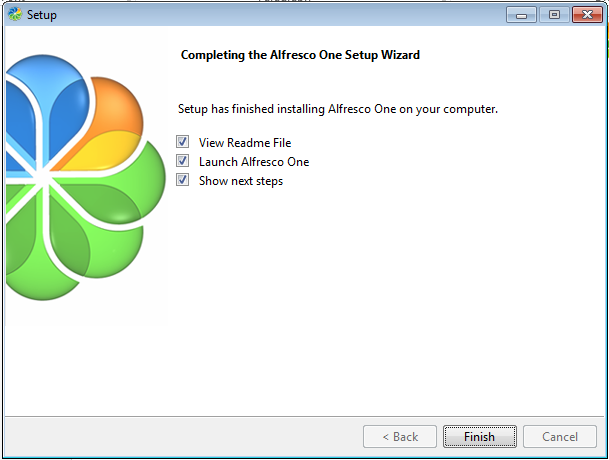 Setup
Completing the Alfresco One Setup Wizard
Setup has finished installing Alfresco One on your computer.
View Readme File
Launch Alfresco One
Show next steps
< Back Finish Cancel